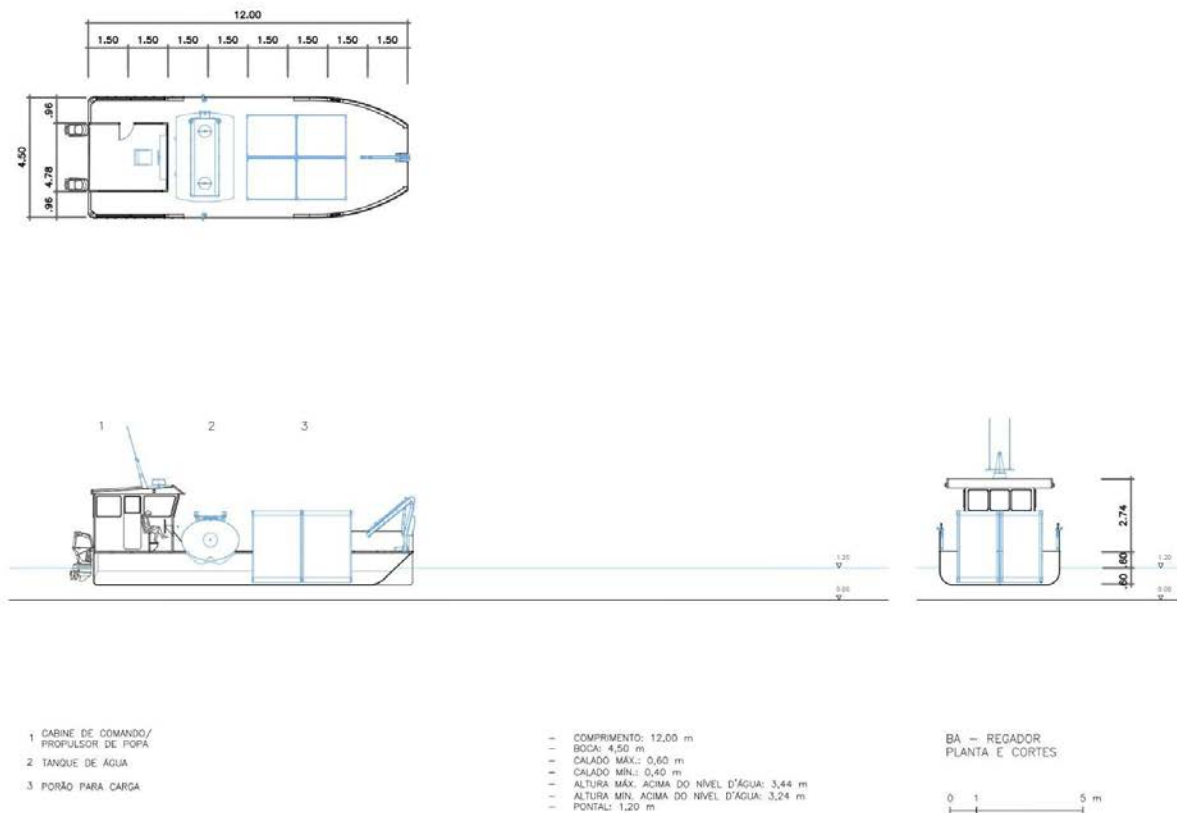 12.00
1.50 1.50 1.50 1.50 1.50 1.50 1.50 1.50
.96
4.50
4.78
.96
1 2 3
2.74
.60
.60
1.20
0.00
1.20
0.00
1 CABINE DE COMANDO/
PROPULSOR DE POPA
2 TANQUE DE ÁGUA
3 PORÃO PARA CARGA
– COMPRIMENTO: 12,00 m
– BOCA: 4,50 m
– CALADO MÁX.: 0,60 m
– CALADO MÍN.: 0,40 m
– ALTURA MÁX. ACIMA DO NÍVEL D'ÁGUA: 3,44 m
– ALTURA MIN. ACIMA DO NÍVEL D'ÁGUA: 3,24 m
– PONTAL: 1,20 m
BA – REGADOR
PLANTA E CORTES
0 1 5 m